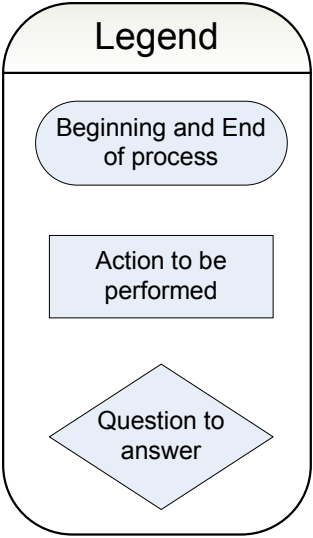 Legend
Beginning and End
of process
Action to be
performed
Question to
answer